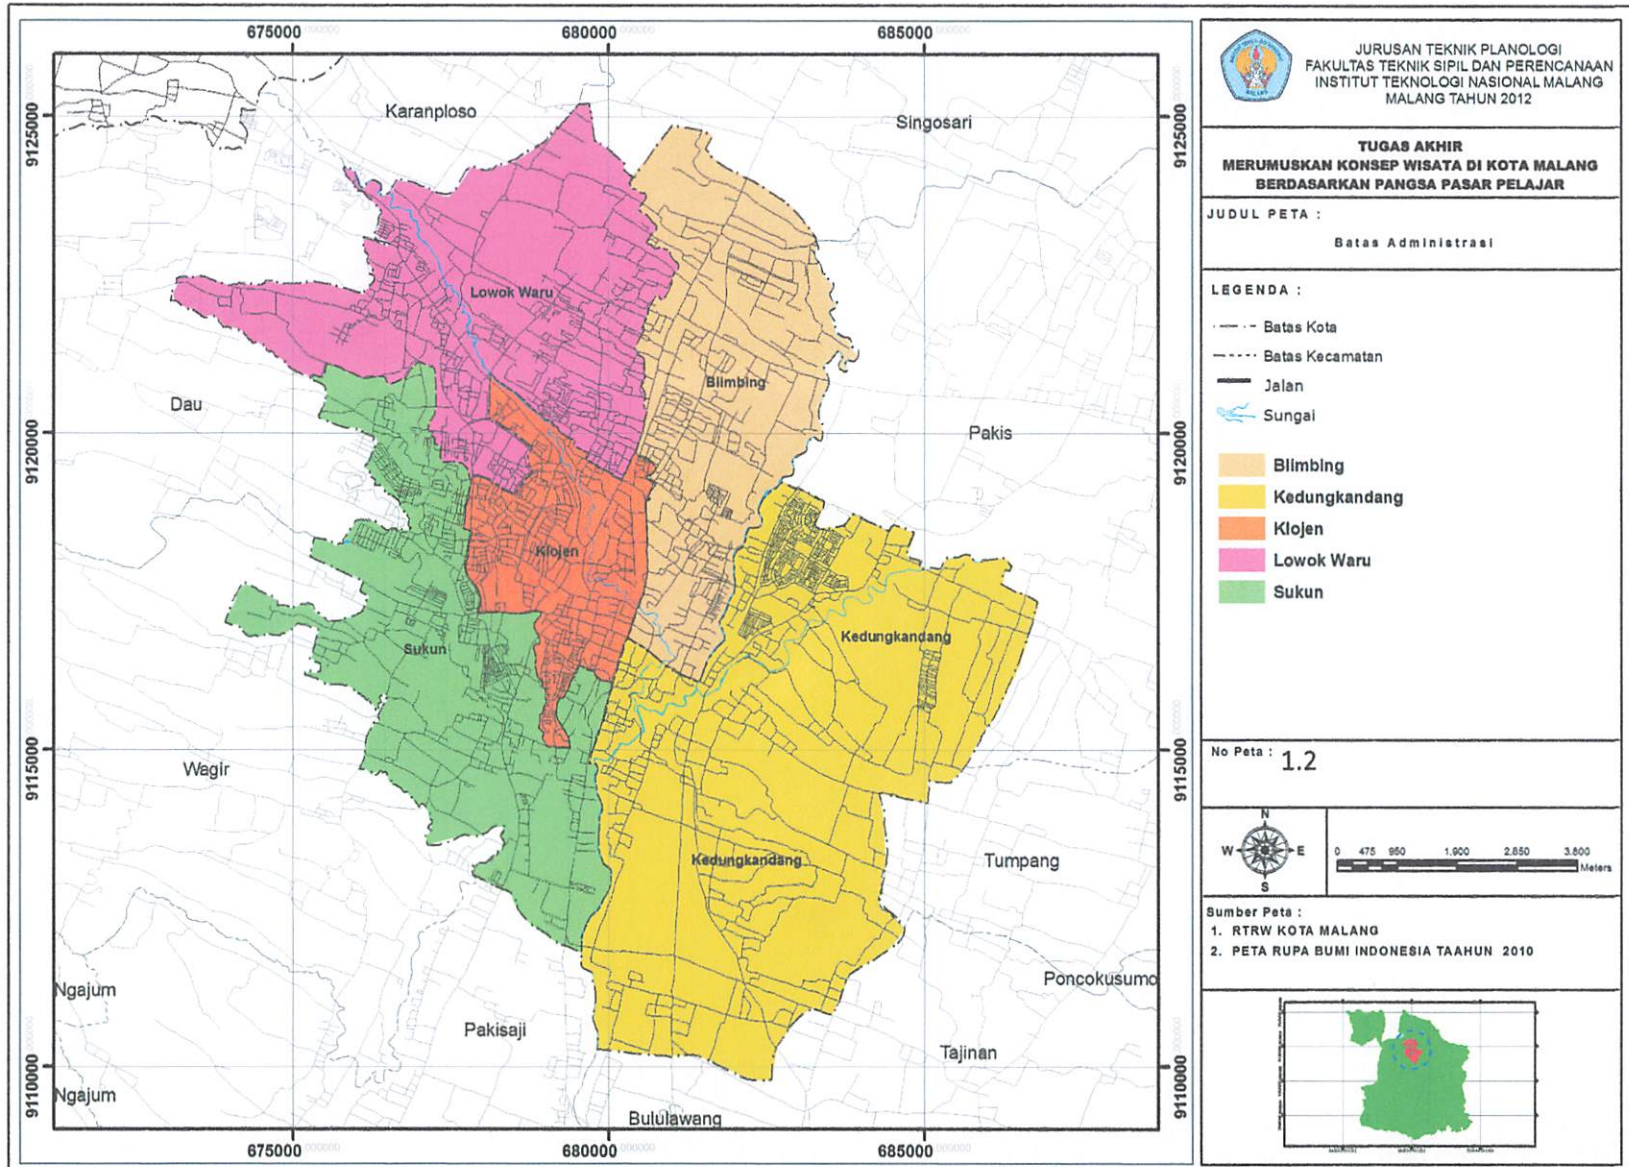 675000
680000
685000
9125000
9120000
9115000
9110000
Karanploso
Singosari
Lowok Waru
Blimbing
Dau
Pakis
Klojen
Kedungkandang
Sukun
Wagir
Kedungkandang
Tumpang
Ngajum
Poncokusumo
Pakisaji
Tajinan
Ngajum
Bululawang
9125000
9120000
9115000
9110000
675000
680000
685000
JURUSAN TEKNIK PLANOLOGI
FAKULTAS TEKNIK SIPIL DAN PERENCANAAN
INSTITUT TEKNOLOGI NASIONAL MALANG
MALANG TAHUN 2012
TUGAS AKHIR
MERUMUSKAN KONSEP WISATA DI KOTA MALANG
BERDASARKAN PANGSA PASAR PELAJAR
JUDUL PETA :
Batas Administrasi
LEGENDA :
Batas Kota
Batas Kecamatan
Jalan
Sungai
Blimbing
Kedungkandang
Klojen
Lowok Waru
Sukun
No Peta : 1.2
N
W E
S
0 475 950 1.900 2.850 3.800
Meters
Sumber Peta :
1. RTRW KOTA MALANG
2. PETA RUPA BUMI INDONESIA TAAHUN 2010